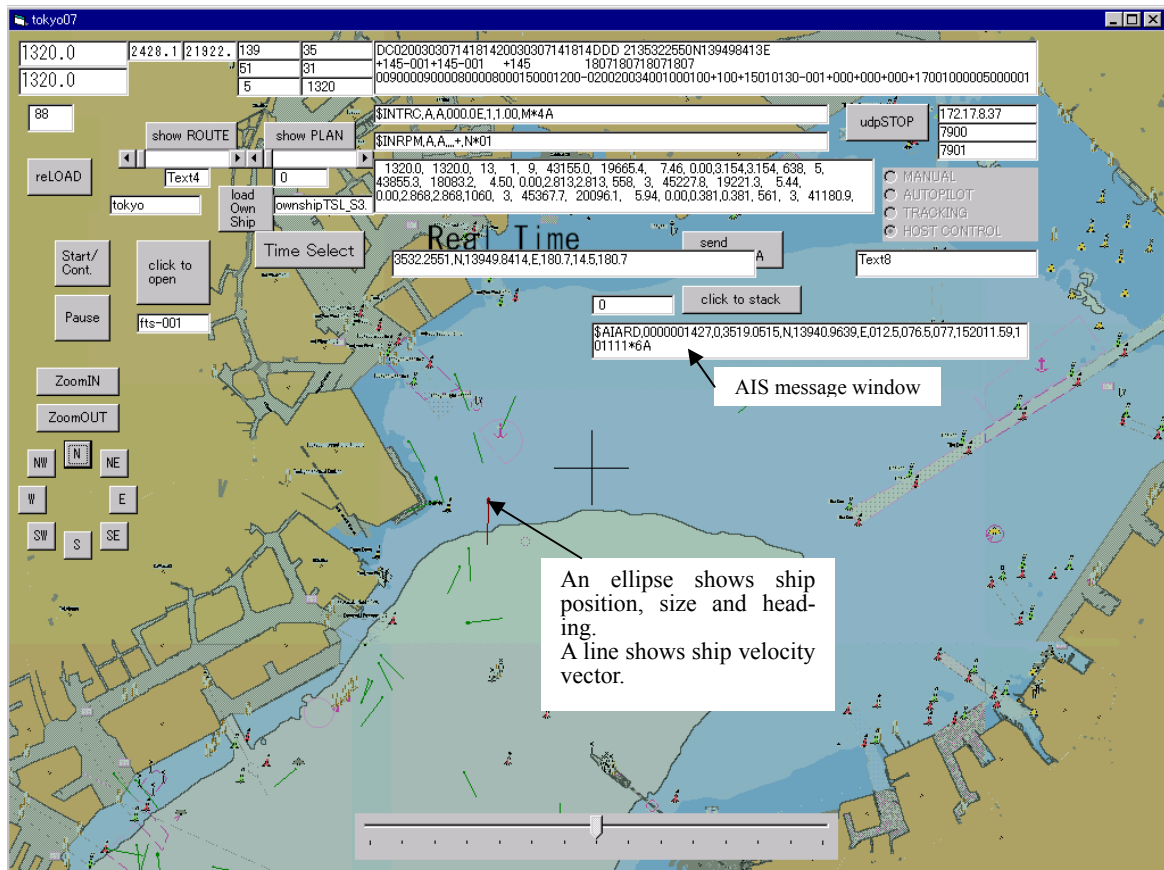 tokyo07
1320.0
2428.1
21922.
139
35
1320.0
51
31
5
1320
DC0200303071418142003030714 1814DDD 2135322550N139498413E
+145-001+145-001 +145 1807180718071807
009000090000800008000150001200-020020034001000100+100+15010130-001+000+000+000+17001000005000001
88
show ROUTE
show PLAN
$INTRC,A,A,000.0E,1,1.00,M*4A
$INRPM,A,A,,,+,N*01
udpSTOP
172.17.8.37
7900
7901
reLOAD
Text4
0
1320.0, 1320.0, 13, 1, 9, 43155.0, 19665.4, 7.46, 0.00,3.154,3.154, 638, 5,
43855.3, 18083.2, 4.50, 0.00,2.813,2.813, 558, 3, 45227.8, 19221.3, 5.44,
0.00,2.868,2.868,1060, 3, 45367.7, 20096.1, 5.94, 0.00,0.381,0.381, 561, 3, 41180.9,
MANUAL
AUTOPILOT
TRACKING
HOST CONTROL
tokyo
load
Own
Ship
ownshipTSL_S3.
Real Time
Start/
Cont.
click to
open
Time Select
send
A
3532.2551,N,13949.8414,E,180.7,14.5,180.7
Text8
Pause
fts-001
0
click to stack
$AIARD,0000001427,0,3519.0515,N,13940.9639,E,012.5,076.5,077,152011.59,1
01111*6A
AIS message window
ZoomIN
ZoomOUT
NW
N
NE
W
E
SW
S
SE
An ellipse shows ship
position, size and head-
ing.
A line shows ship velocity
vector.